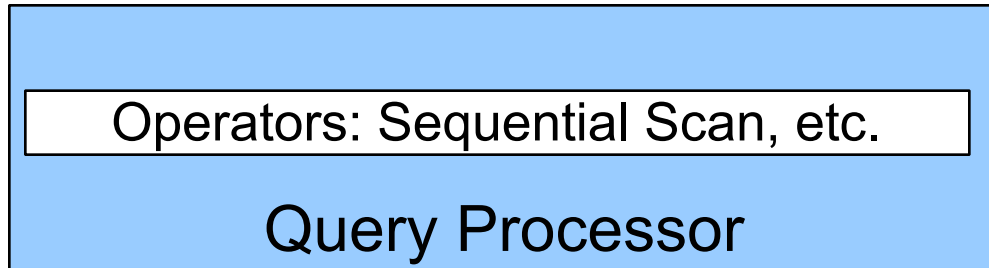 Operators: Sequential Scan, etc.
Query Processor